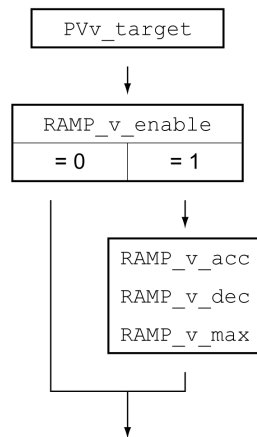 PVv_target
RAMP_v_enable
= 0 = 1
RAMP_v_acc
RAMP_v_dec
RAMP_v_max